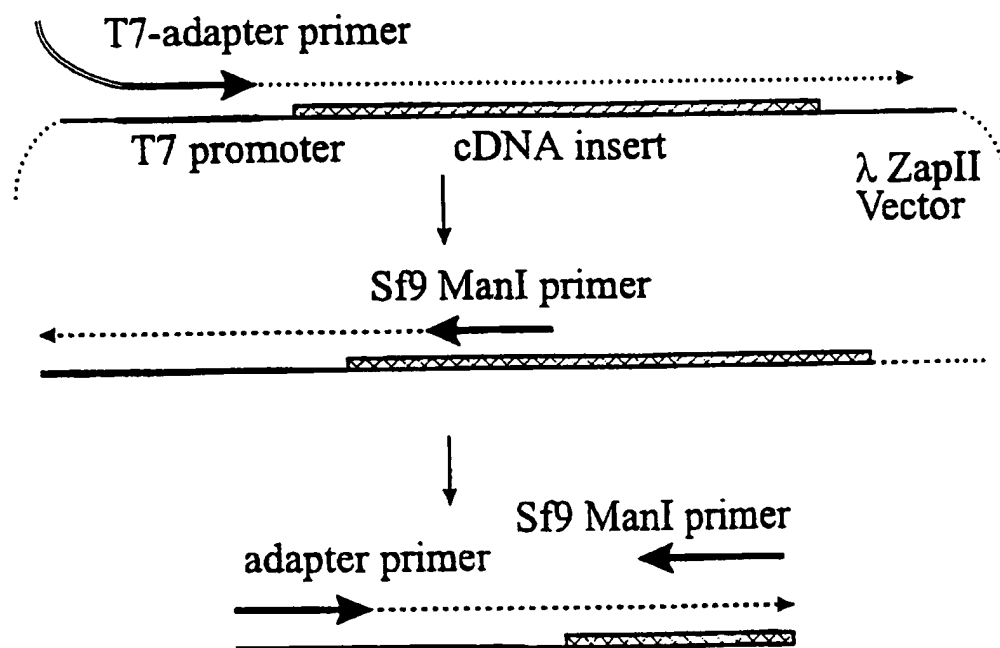 T7-adapter primer
T7 promoter
cDNA insert
λ ZapII
Vector
Sf9 ManI primer
Sf9 ManI primer
adapter primer